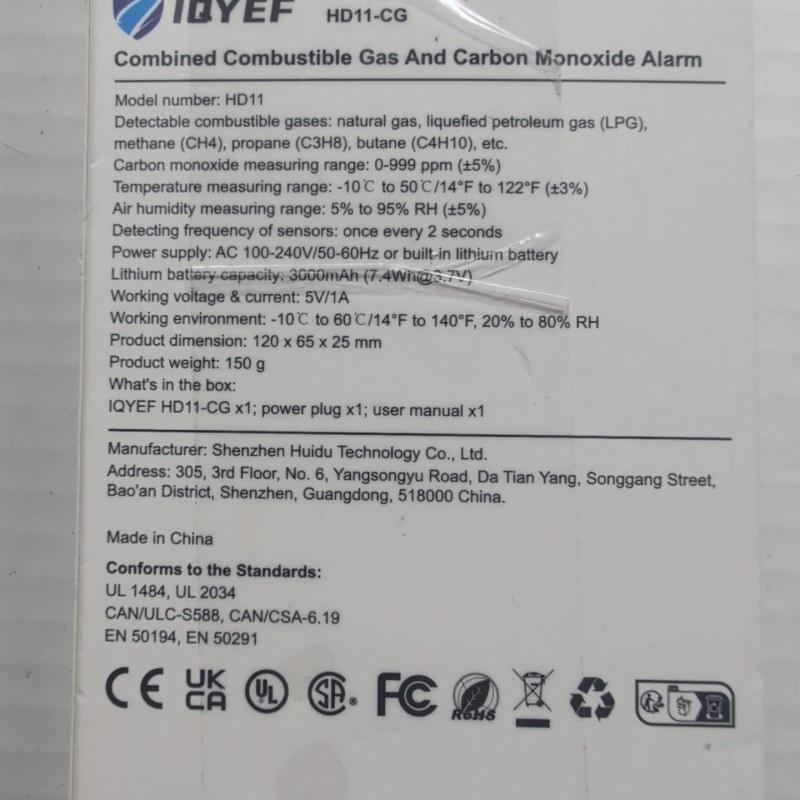 IQYEF HD11-CG
Combined Combustible Gas And Carbon Monoxide Alarm
Model number: HD11
Detectable combustible gases: natural gas, liquefied petroleum gas (LPG),
methane (CH4), propane (C3H8), butane (C4H10), etc.
Carbon monoxide measuring range: 0-999 ppm (±5%)
Temperature measuring range: -10℃ to 50℃/14°F to 122°F (±3%)
Air humidity measuring range: 5% to 95% RH (±5%)
Detecting frequency of sensors: once every 2 seconds
Power supply: AC 100-240V/50-60Hz or built-in lithium battery
Lithium battery capacity: 3000mAh (7.4Wh@3.7V)
Working voltage & current: 5V/1A
Working environment: -10℃ to 60℃/14°F to 140°F, 20% to 80% RH
Product dimension: 120 x 65 x 25 mm
Product weight: 150 g
What's in the box:
IQYEF HD11-CG x1; power plug x1; user manual x1
Manufacturer: Shenzhen Huidu Technology Co., Ltd.
Address: 305, 3rd Floor, No. 6, Yangsongyu Road, Da Tian Yang, Songgang Street,
Bao'an District, Shenzhen, Guangdong, 518000 China.
Made in China
Conforms to the Standards:
UL 1484, UL 2034
CAN/ULC-S588, CAN/CSA-6.19
EN 50194, EN 50291
CE UK CA UL SA ® FC RoHS